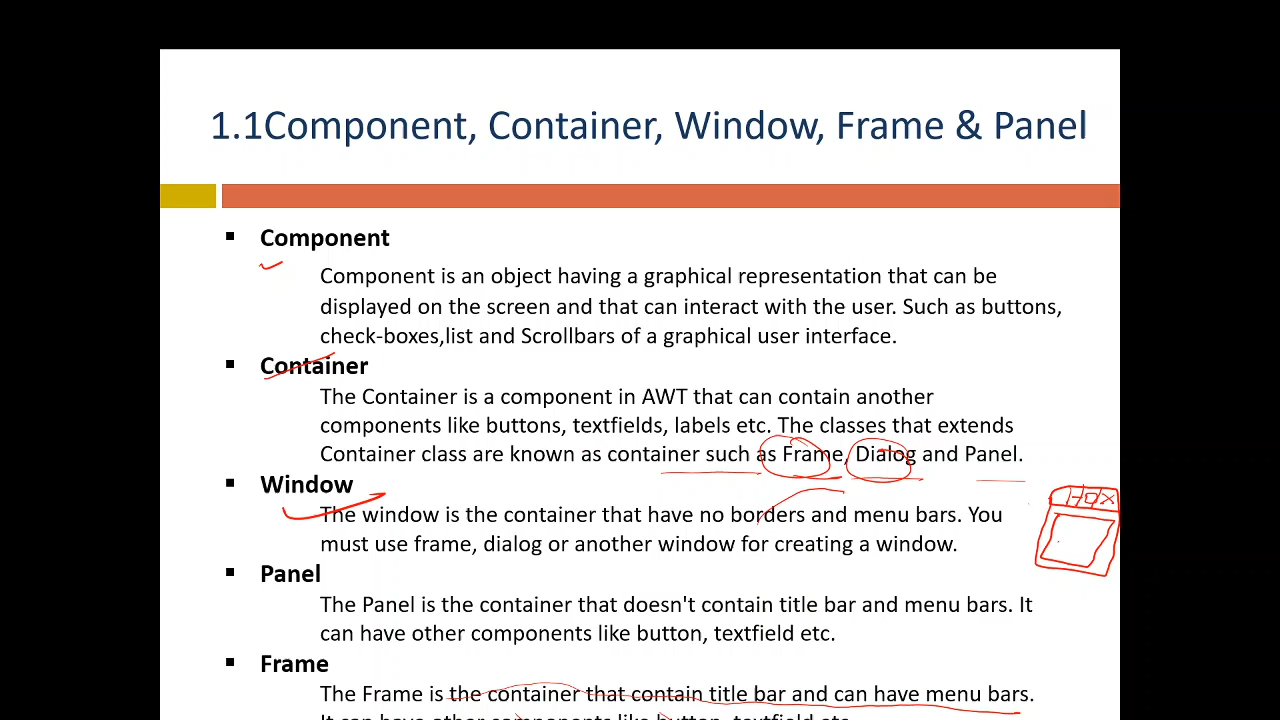 1.1Component, Container, Window, Frame & Panel
▪ Component
Component is an object having a graphical representation that can be
displayed on the screen and that can interact with the user. Such as buttons,
check-boxes,list and Scrollbars of a graphical user interface.
▪ Container
The Container is a component in AWT that can contain another
components like buttons, textfields, labels etc. The classes that extends
Container class are known as container such as Frame, Dialog and Panel.
▪ Window
The window is the container that have no borders and menu bars. You
must use frame, dialog or another window for creating a window.
▪ Panel
The Panel is the container that doesn't contain title bar and menu bars. It
can have other components like button, textfield etc.
▪ Frame
The Frame is the container that contain title bar and can have menu bars.
It can have other components like button, textfield etc.